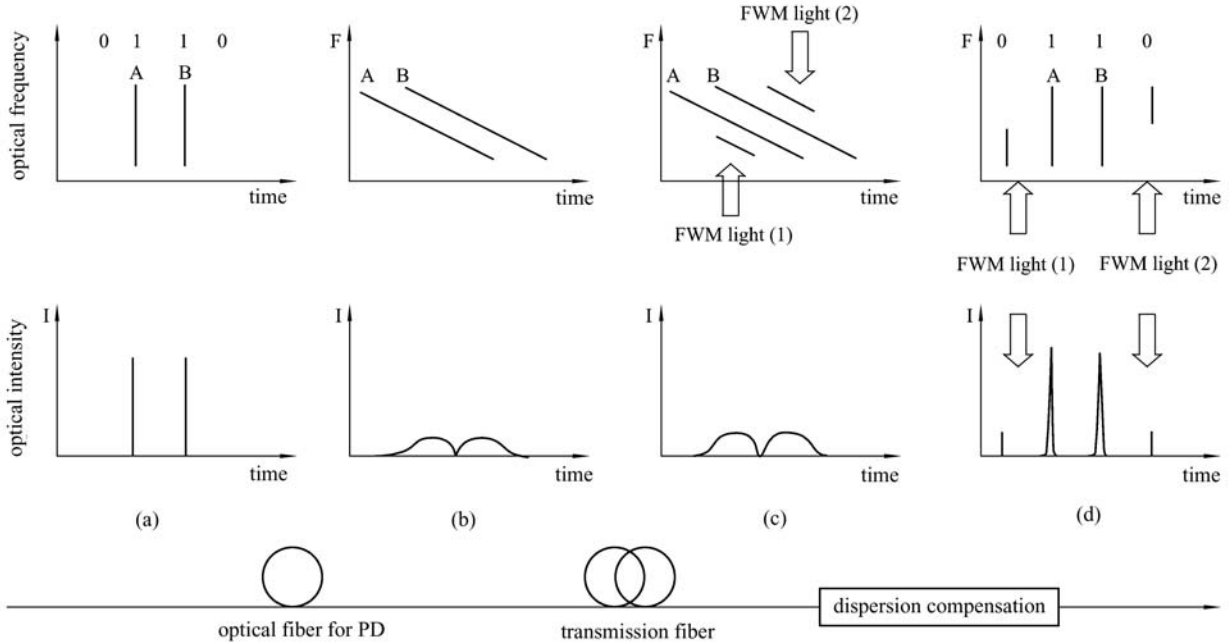 FWM light (2)
0 1 1 0
A B
optical frequency
time
F
A B
time
F
A B
time
FWM light (1)
F
0 1 1 0
A B
time
FWM light (1) FWM light (2)
optical intensity
I
time
I
time
I
time
I
time
(a) (b) (c) (d)
optical fiber for PD
transmission fiber
dispersion compensation